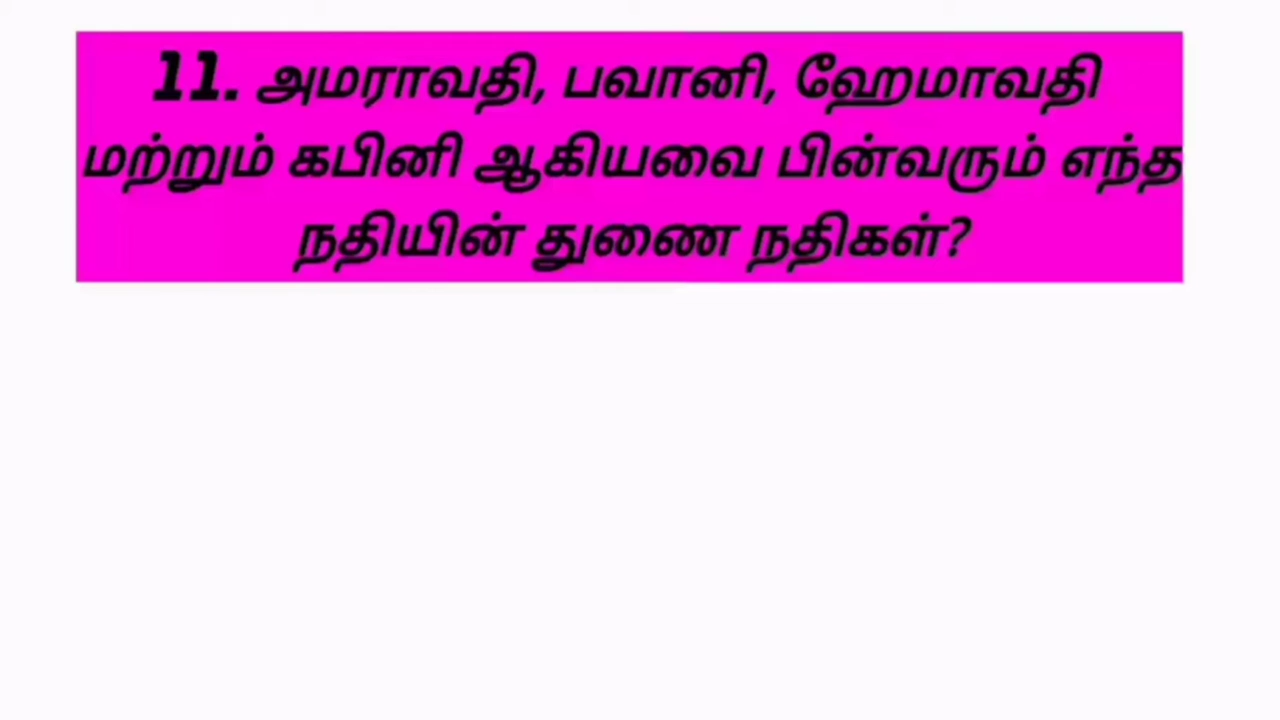 11. அமராவதி, பவானி, ஹேமாவதி
மற்றும் கபினி ஆகியவை பின்வரும் எந்த
நதியின் துணை நதிகள்?